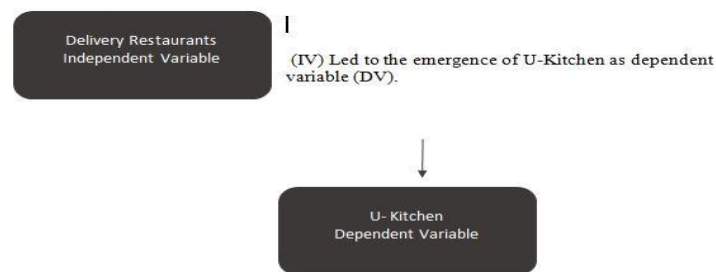 Delivery Restaurants
Independent Variable
(IV) Led to the emergence of U-Kitchen as dependent
variable (DV).
U- Kitchen
Dependent Variable